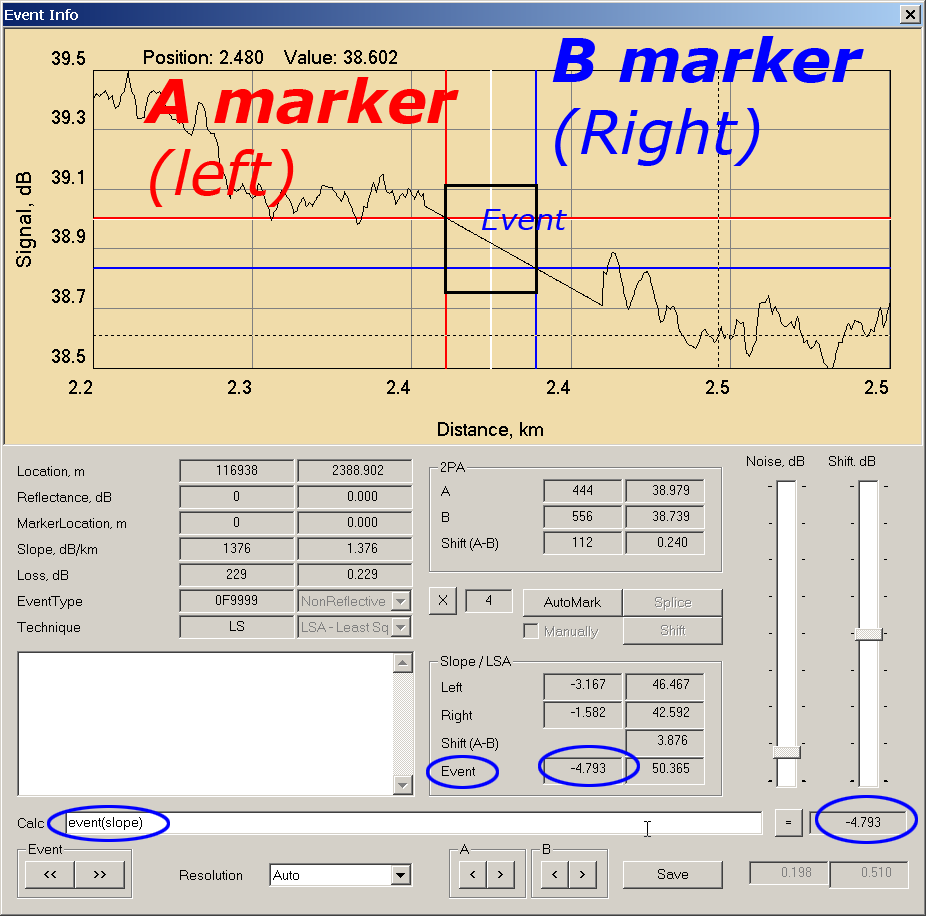 Event Info
Position: 2.480 Value: 38.602
A marker
(left)
B marker
(Right)
Event
Signal, dB
39.5
39.3
39.1
38.9
38.7
38.5
2.2 2.3 2.4 2.4 2.5 2.5
Distance, km
Location, m 116938 2388.902
Reflectance, dB 0 0.000
MarkerLocation, m 0 0.000
Slope, dB/km 1376 1.376
Loss, dB 229 0.229
EventType 0F9999 NonReflective
Technique LS LSA - Least Sq
2PA
A 444 38.979
B 556 38.739
Shift (A-B) 112 0.240
X 4 AutoMark Splice
Manually Shift
Slope / LSA
Left -3.167 46.467
Right -1.582 42.592
Shift (A-B) 3.876
Event -4.793 50.365
Noise, dB Shift. dB
Calc event(slope) = -4.793
Event
<< >>
Resolution Auto
A
< >
B
< >
Save
0.198 0.510